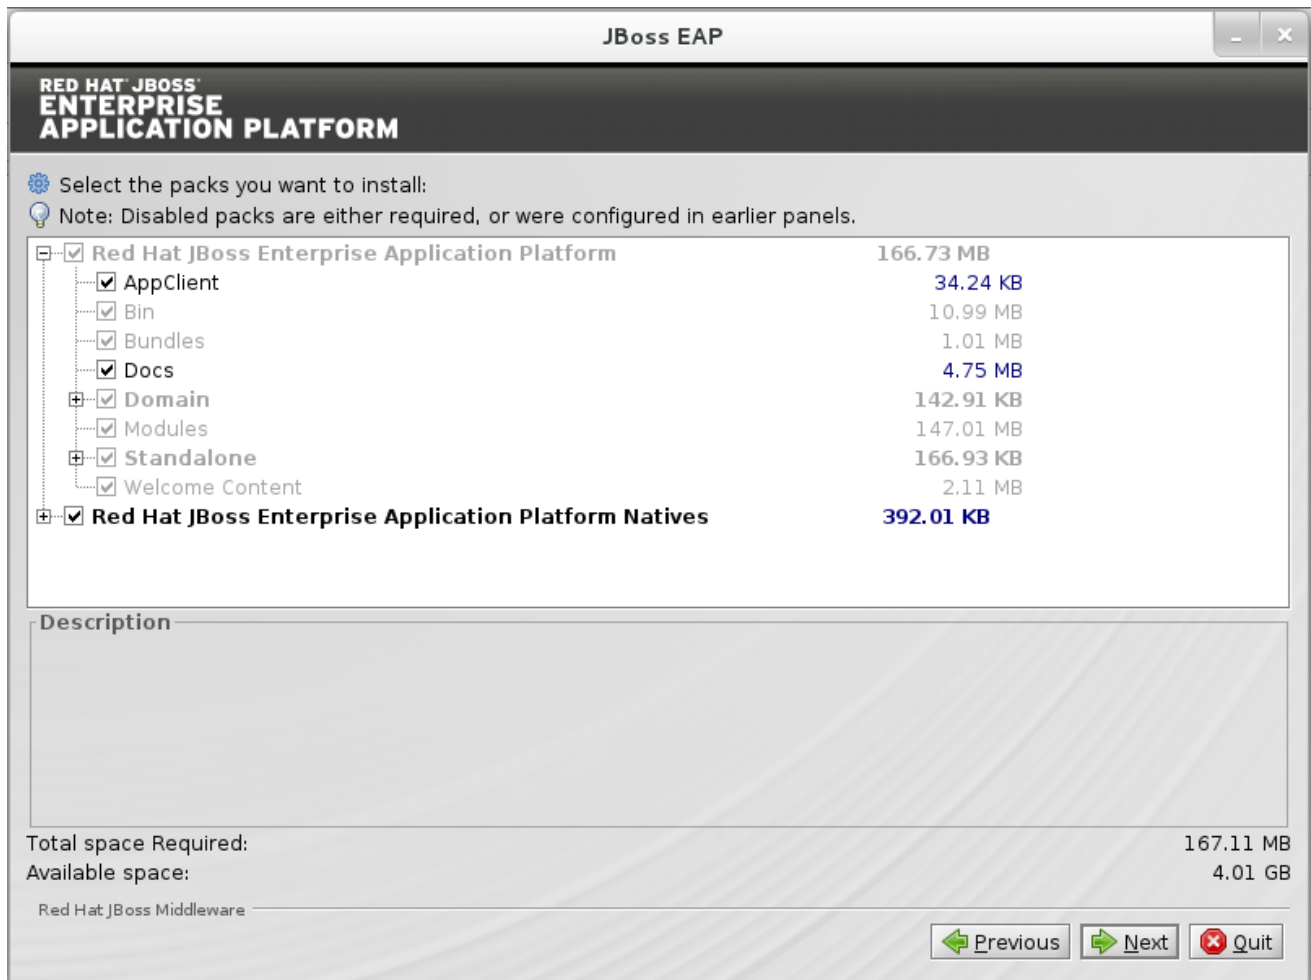 JBoss EAP
RED HAT JBOSS
ENTERPRISE
APPLICATION PLATFORM
Select the packs you want to install:
Note: Disabled packs are either required, or were configured in earlier panels.
Red Hat JBoss Enterprise Application Platform 166.73 MB
AppClient 34.24 KB
Bin 10.99 MB
Bundles 1.01 MB
Docs 4.75 MB
Domain 142.91 KB
Modules 147.01 MB
Standalone 166.93 KB
Welcome Content 2.11 MB
Red Hat JBoss Enterprise Application Platform Natives 392.01 KB
Description
Total space Required: 167.11 MB
Available space: 4.01 GB
Red Hat JBoss Middleware
Previous Next Quit